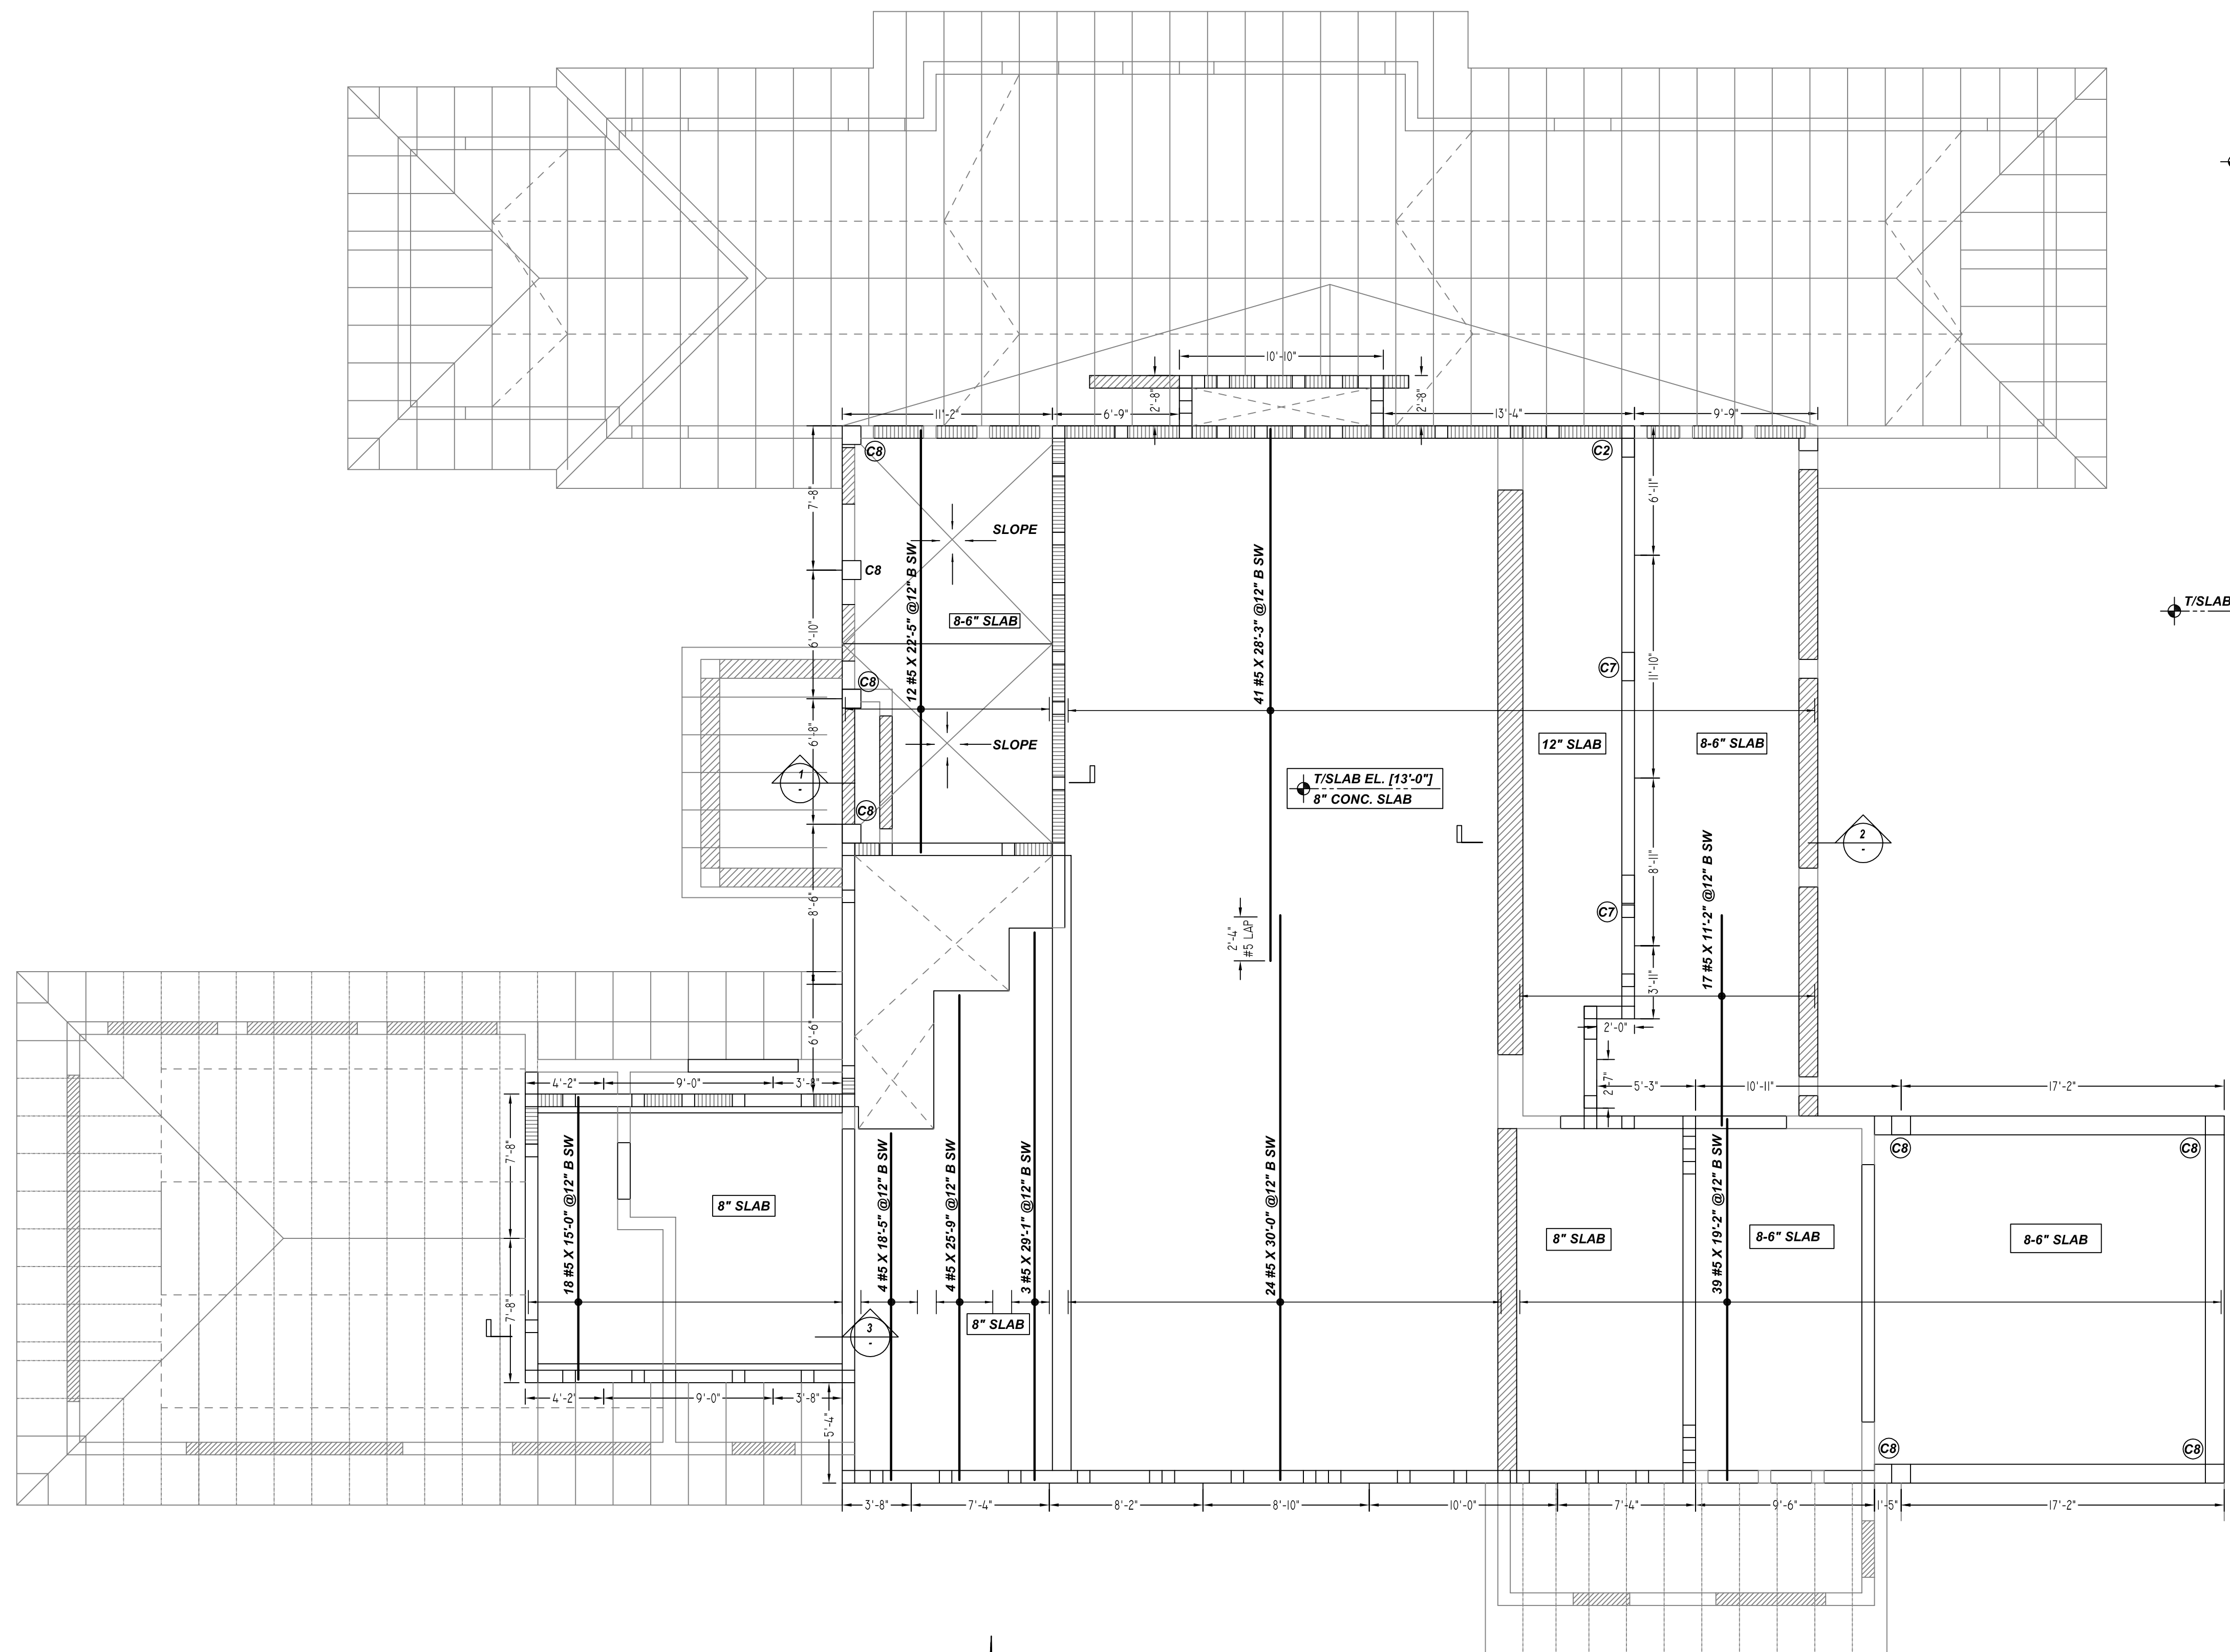 10'-10"
2'-8"
2'-8"
11'-2"
6'-9"
13'-4"
9'-9"
C8
C2
7'-8"
6'-11"
SLOPE
C8
12 #5 X 22'-5" @12" B SW
41 #5 X 28'-3" @12" B SW
T/SLAB
8-6" SLAB
6'-10"
11'-10"
C7
C8
6'-8"
SLOPE
12" SLAB
8-6" SLAB
1
-
T/SLAB EL. [13'-0"]
8" CONC. SLAB
C8
2
-
8'-6"
8'-11"
C7
2'-4"
#5 LAP
17 #5 X 11'-2" @12" B SW
3'-11"
6'-6"
2'-0"
2'-7"
4'-2"
9'-0"
3'-8"
5'-3"
10'-11"
17'-2"
7'-8"
C8
C8
18 #5 X 15'-0" @12" B SW
8" SLAB
4 #5 X 18'-5" @12" B SW
4 #5 X 25'-9" @12" B SW
3 #5 X 29'-1" @12" B SW
24 #5 X 30'-0" @12" B SW
8" SLAB
39 #5 X 19'-2" @12" B SW
8-6" SLAB
8-6" SLAB
7'-8"
3
-
8" SLAB
4'-2"
9'-0"
3'-8"
5'-4"
C8
C8
3'-8"
7'-4"
8'-2"
8'-10"
10'-0"
7'-4"
9'-6"
1'-5"
17'-2"